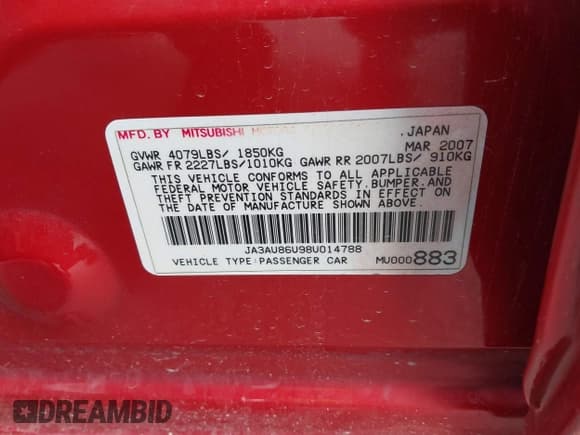 MFD. BY MITSUBISHI
. JAPAN
GVWR 4079LBS/ 1850KG MAR 2007
GAWR FR 2227LBS/1010KG GAWR RR 2007LBS/ 910KG
THIS VEHICLE CONFORMS TO ALL APPLICABLE
FEDERAL MOTOR VEHICLE SAFETY, BUMPER, AND
THEFT PREVENTION STANDARDS IN EFFECT ON
THE DATE OF MANUFACTURE SHOWN ABOVE.
JA3AU86U98U014788
VEHICLE TYPE: PASSENGER CAR MU000883
DREAMBID